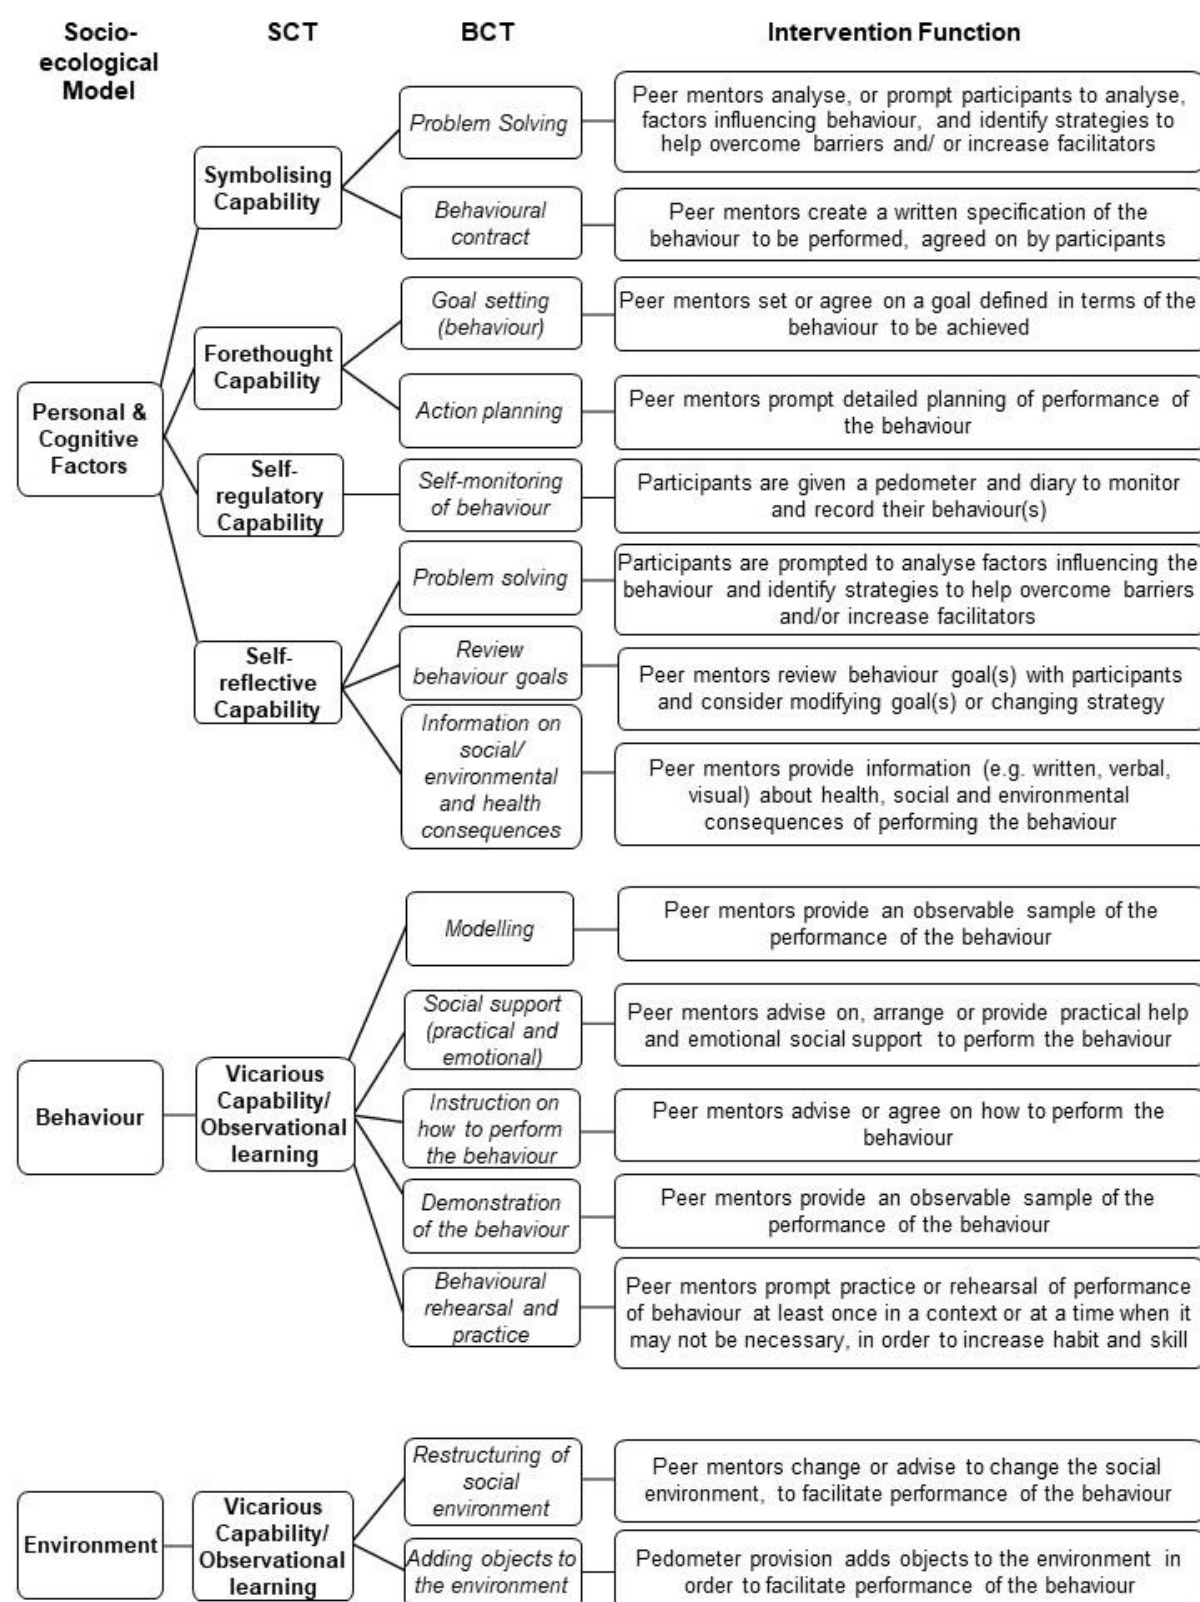 Socio-
ecological
Model
SCT
BCT
Intervention Function
Personal &
Cognitive
Factors
Symbolising
Capability
Problem Solving
Peer mentors analyse, or prompt participants to analyse,
factors influencing behaviour, and identify strategies to
help overcome barriers and/ or increase facilitators
Behavioural
contract
Peer mentors create a written specification of the
behaviour to be performed, agreed on by participants
Forethought
Capability
Goal setting
(behaviour)
Peer mentors set or agree on a goal defined in terms of the
behaviour to be achieved
Action planning
Peer mentors prompt detailed planning of performance of
the behaviour
Self-
regulatory
Capability
Self-monitoring
of behaviour
Participants are given a pedometer and diary to monitor
and record their behaviour(s)
Self-
reflective
Capability
Problem solving
Participants are prompted to analyse factors influencing the
behaviour and identify strategies to help overcome barriers
and/or increase facilitators
Review
behaviour goals
Peer mentors review behaviour goal(s) with participants
and consider modifying goal(s) or changing strategy
Information on
social/
environmental
and health
consequences
Peer mentors provide information (e.g. written, verbal,
visual) about health, social and environmental
consequences of performing the behaviour
Behaviour
Vicarious
Capability/
Observational
learning
Modelling
Peer mentors provide an observable sample of the
performance of the behaviour
Social support
(practical and
emotional)
Peer mentors advise on, arrange or provide practical help
and emotional social support to perform the behaviour
Instruction on
how to perform
the behaviour
Peer mentors advise or agree on how to perform the
behaviour
Demonstration
of the behaviour
Peer mentors provide an observable sample of the
performance of the behaviour
Behavioural
rehearsal and
practice
Peer mentors prompt practice or rehearsal of performance
of behaviour at least once in a context or at a time when it
may not be necessary, in order to increase habit and skill
Environment
Vicarious
Capability/
Observational
learning
Restructuring of
social
environment
Peer mentors change or advise to change the social
environment, to facilitate performance of the behaviour
Adding objects to
the environment
Pedometer provision adds objects to the environment in
order to facilitate performance of the behaviour